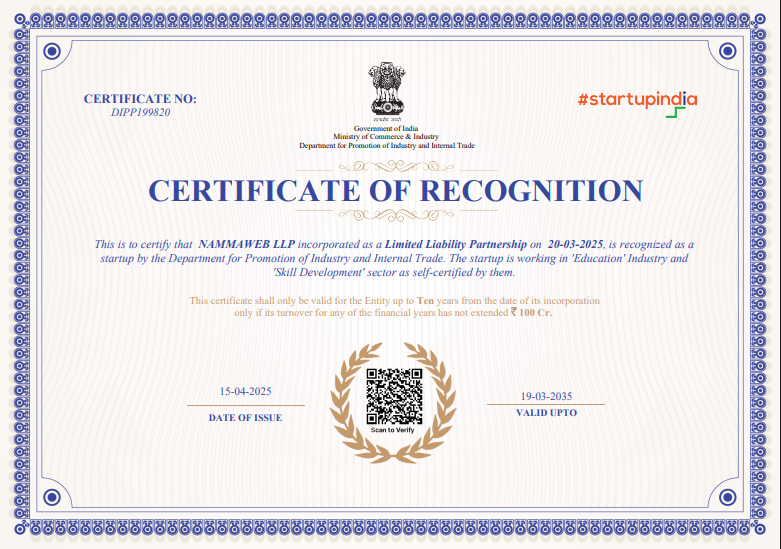 CERTIFICATE NO:
DIPP199820
#startupindia
Government of India
Ministry of Commerce & Industry
Department for Promotion of Industry and Internal Trade
CERTIFICATE OF RECOGNITION
This is to certify that NAMMAWEB LLP incorporated as a Limited Liability Partnership on 20-03-2025, is recognized as a
startup by the Department for Promotion of Industry and Internal Trade. The startup is working in 'Education' Industry and
'Skill Development' sector as self-certified by them.
This certificate shall only be valid for the Entity up to Ten years from the date of its incorporation
only if its turnover for any of the financial years has not extended ₹ 100 Cr.
15-04-2025
DATE OF ISSUE
Scan to Verify
19-03-2035
VALID UPTO